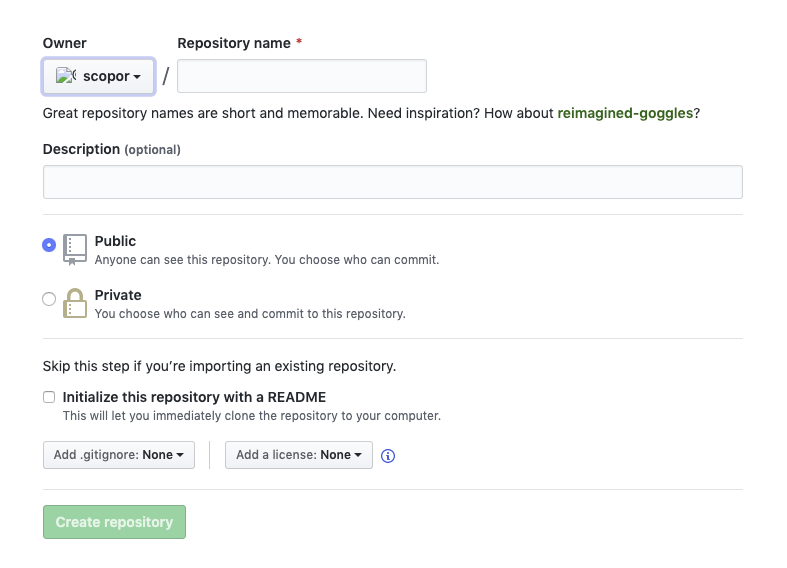 Owner
Repository name *
scopor
/
Great repository names are short and memorable. Need inspiration? How about reimagined-goggles?
Description (optional)
Public
Anyone can see this repository. You choose who can commit.
Private
You choose who can see and commit to this repository.
Skip this step if you’re importing an existing repository.
Initialize this repository with a README
This will let you immediately clone the repository to your computer.
Add .gitignore: None
Add a license: None
Create repository